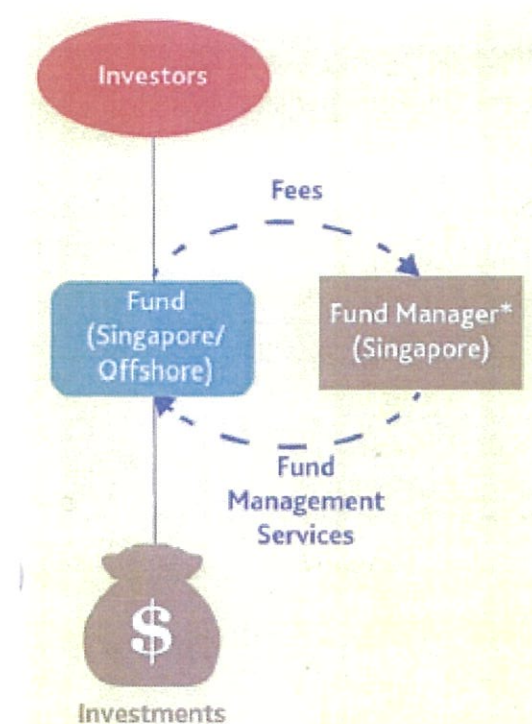 Investors
Fees
Fund
(Singapore/
Offshore)
Fund Manager*
(Singapore)
Fund
Management
Services
$
Investments